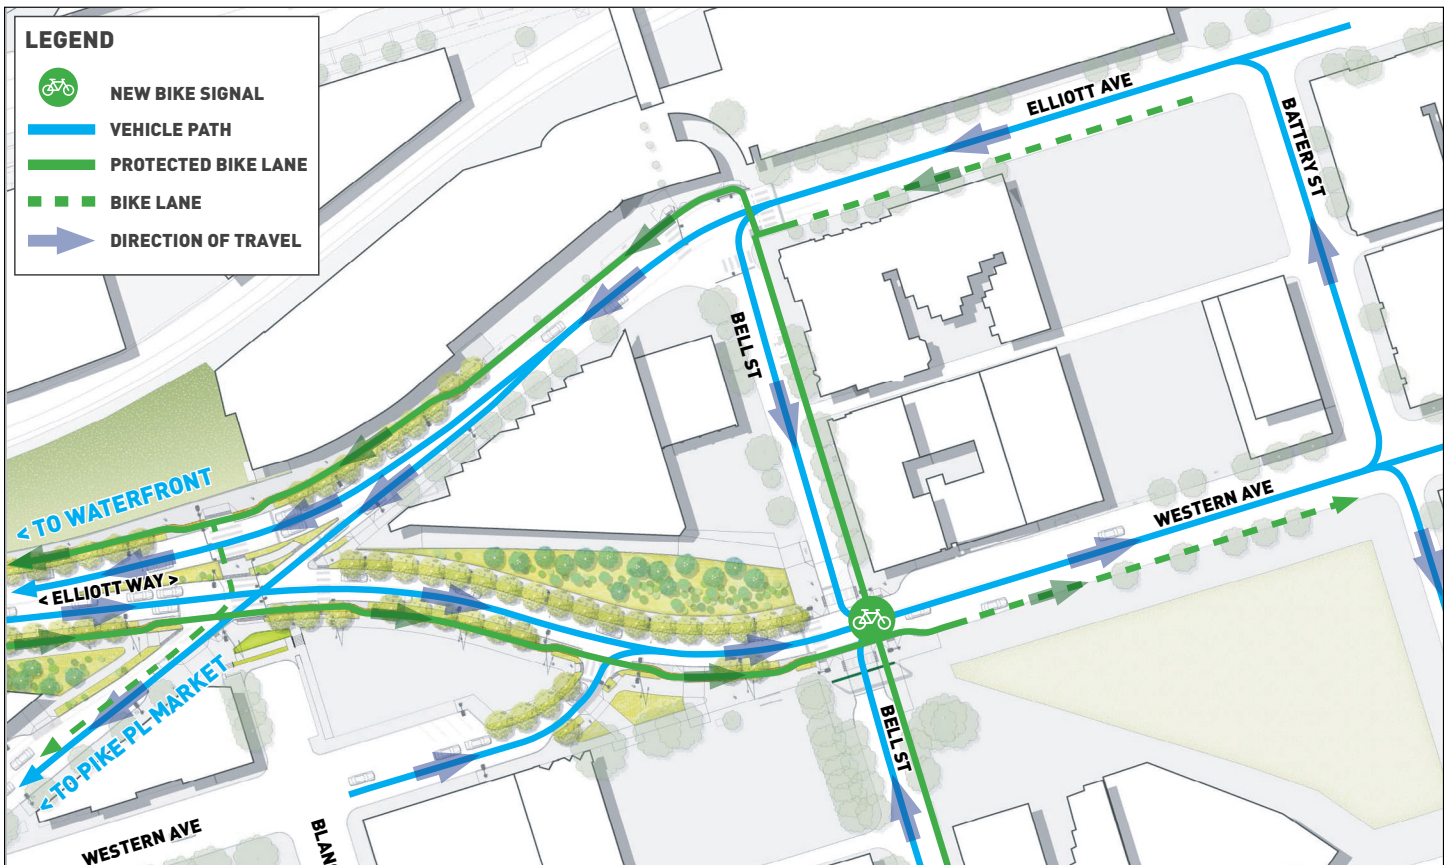 LEGEND
NEW BIKE SIGNAL
VEHICLE PATH
PROTECTED BIKE LANE
BIKE LANE
DIRECTION OF TRAVEL
ELLIOTT AVE
BATTERY ST
BELL ST
< TO WATERFRONT
WESTERN AVE
< ELLIOTT WAY >
< TO PIKE PL MARKET
BELL ST
WESTERN AVE
BLAN